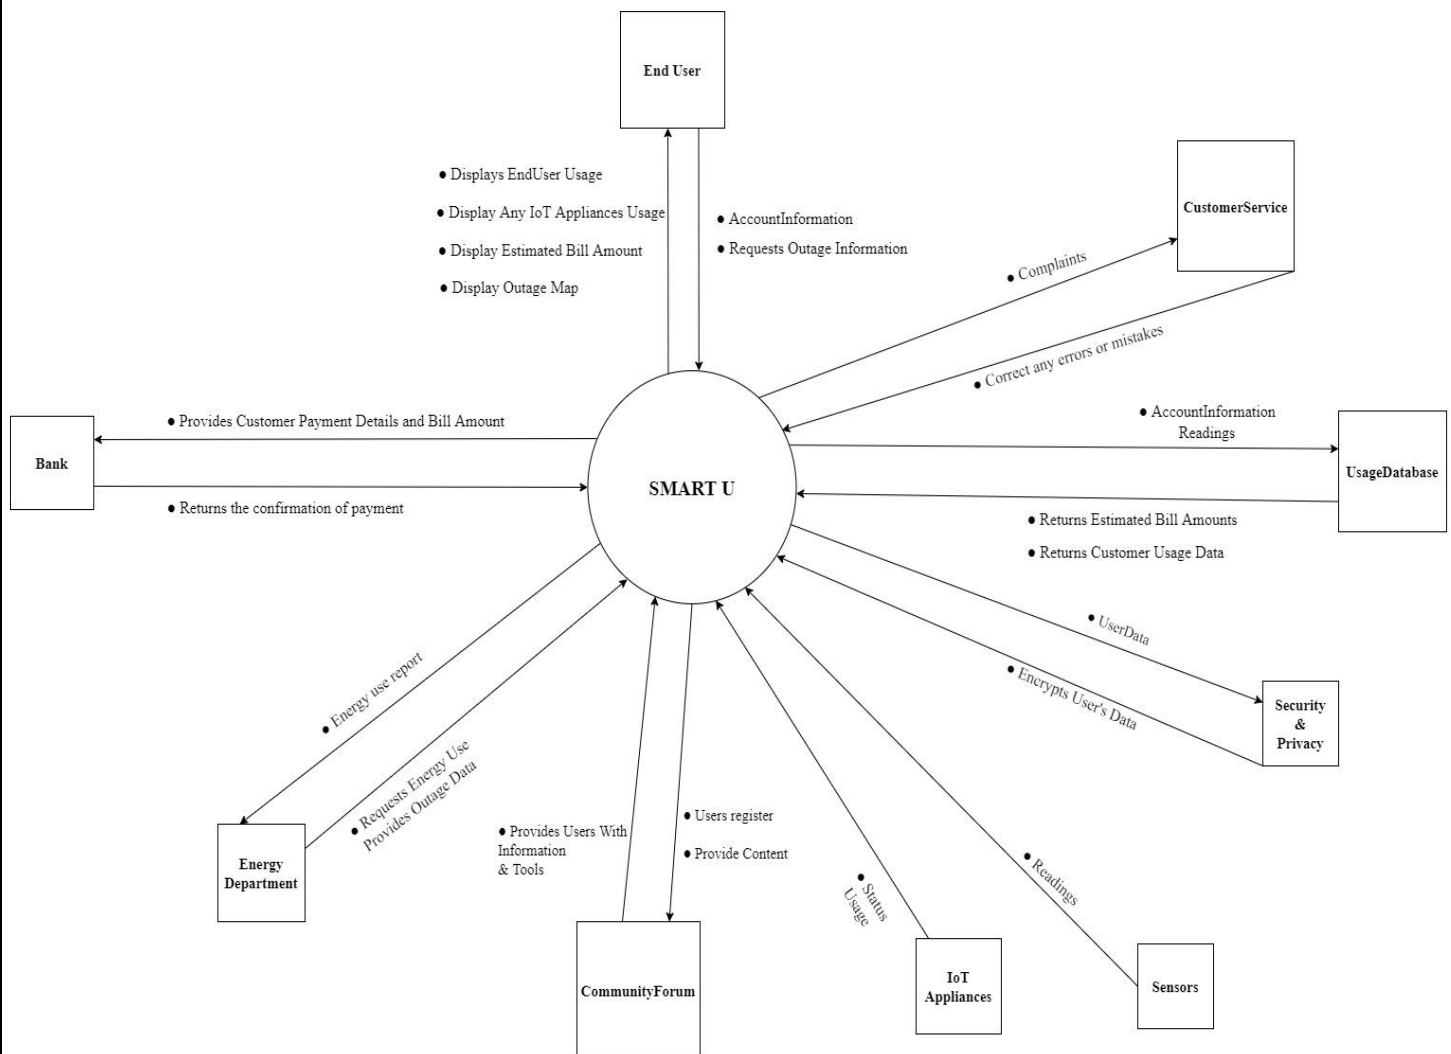 End User
● Displays EndUser Usage
● Display Any IoT Appliances Usage
● Display Estimated Bill Amount
● Display Outage Map
● AccountInformation
● Requests Outage Information
CustomerService
● Complaints
● Correct any errors or mistakes
Bank
● Provides Customer Payment Details and Bill Amount
● Returns the confirmation of payment
SMART U
● AccountInformation
Readings
UsageDatabase
● Returns Estimated Bill Amounts
● Returns Customer Usage Data
● UserData
● Encrypts User's Data
Security
&
Privacy
● Energy use report
● Requests Energy Use
Provides Outage Data
Energy
Department
● Provides Users With
Information
& Tools
● Users register
● Provide Content
CommunityForum
● Status
Usage
IoT
Appliances
● Readings
Sensors